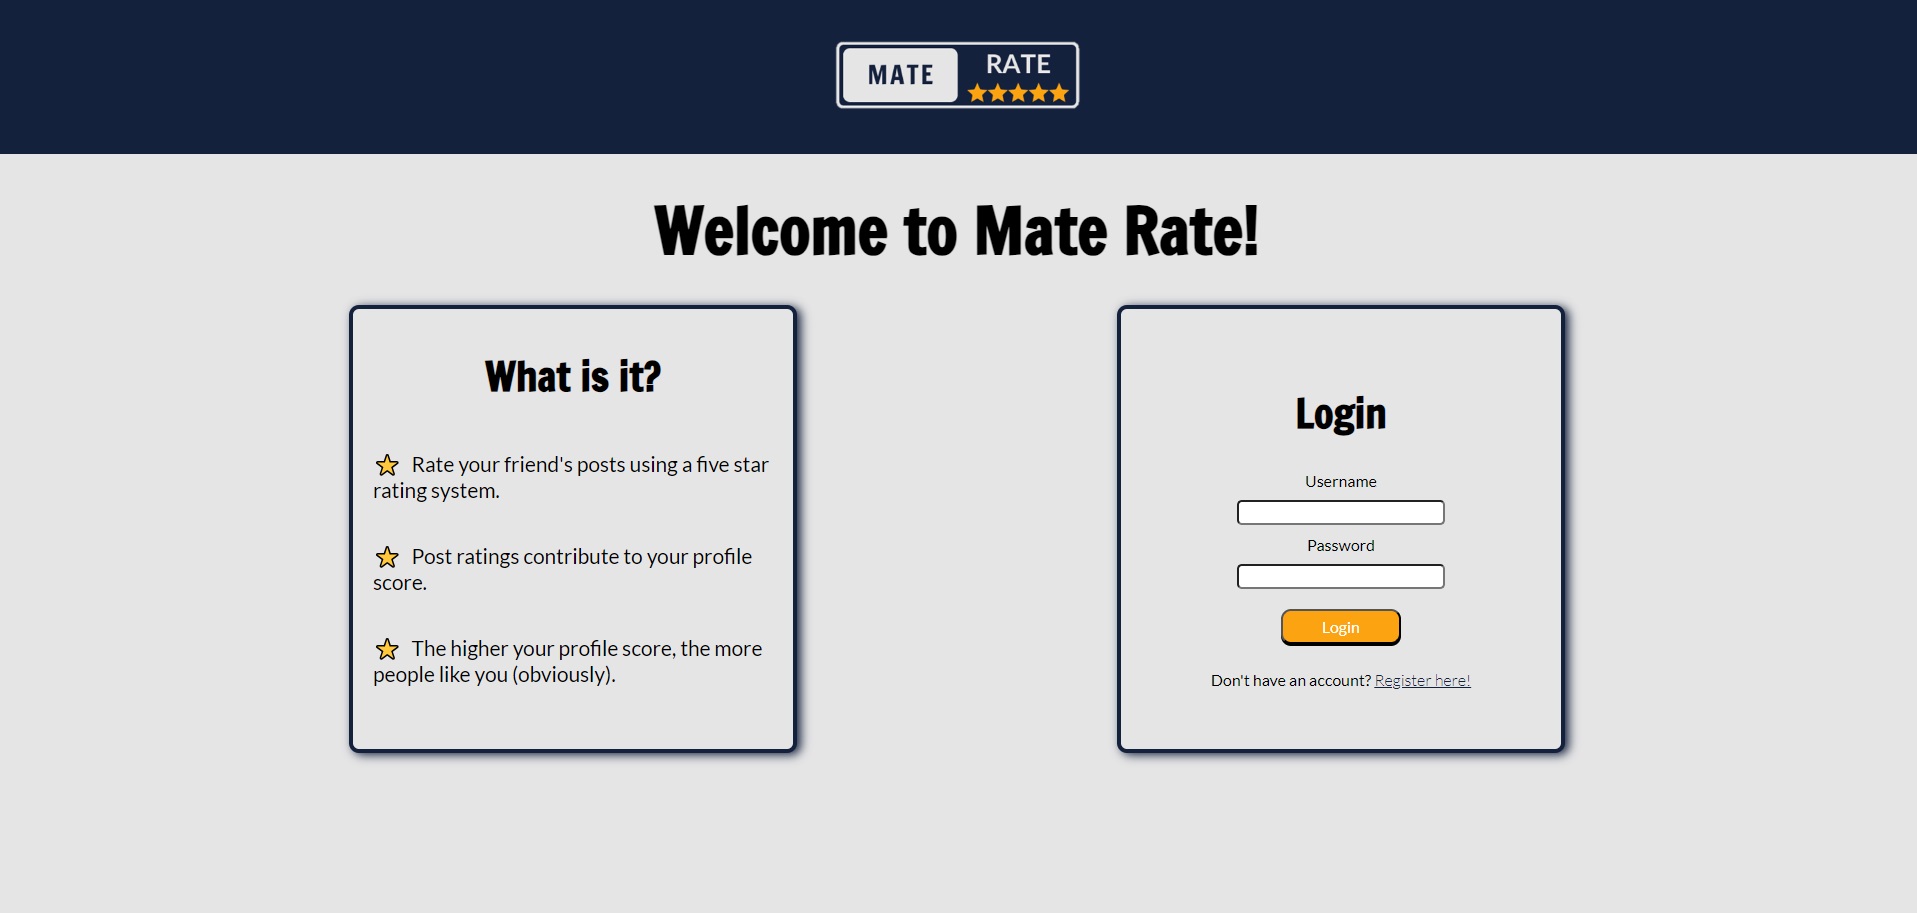 MATE
RATE
Welcome to Mate Rate!
What is it?
Rate your friend's posts using a five star
rating system.
Post ratings contribute to your profile
score.
The higher your profile score, the more
people like you (obviously).
Login
Username
Password
Login
Don't have an account? Register here!